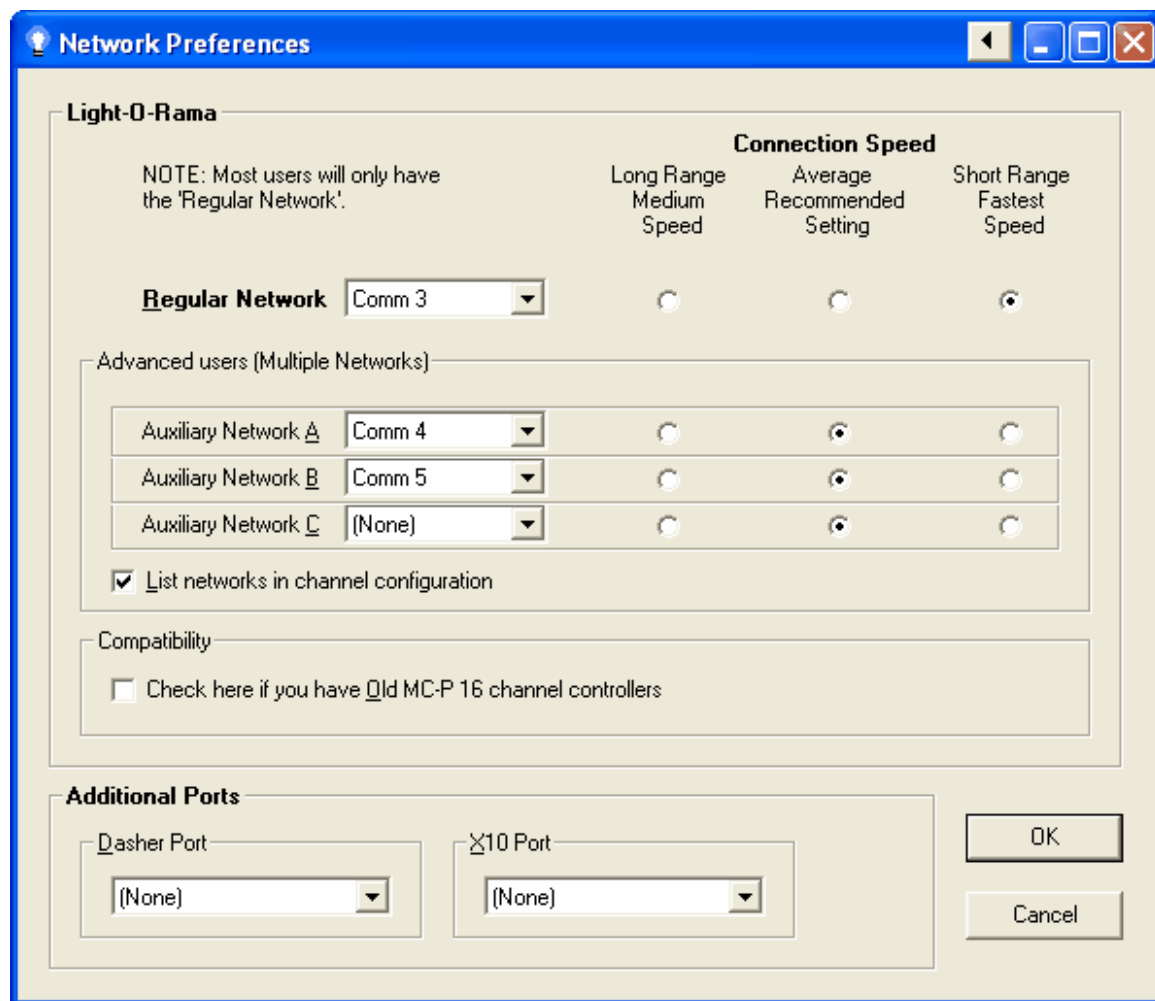 Network Preferences
Light-O-Rama
Connection Speed
NOTE: Most users will only have
the 'Regular Network'.
Long Range
Medium
Speed
Average
Recommended
Setting
Short Range
Fastest
Speed
Regular Network Comm 3
Advanced users (Multiple Networks)
Auxiliary Network A Comm 4
Auxiliary Network B Comm 5
Auxiliary Network C (None)
List networks in channel configuration
Compatibility
Check here if you have Old MC-P 16 channel controllers
Additional Ports
Dasher Port
(None)
X10 Port
(None)
OK
Cancel